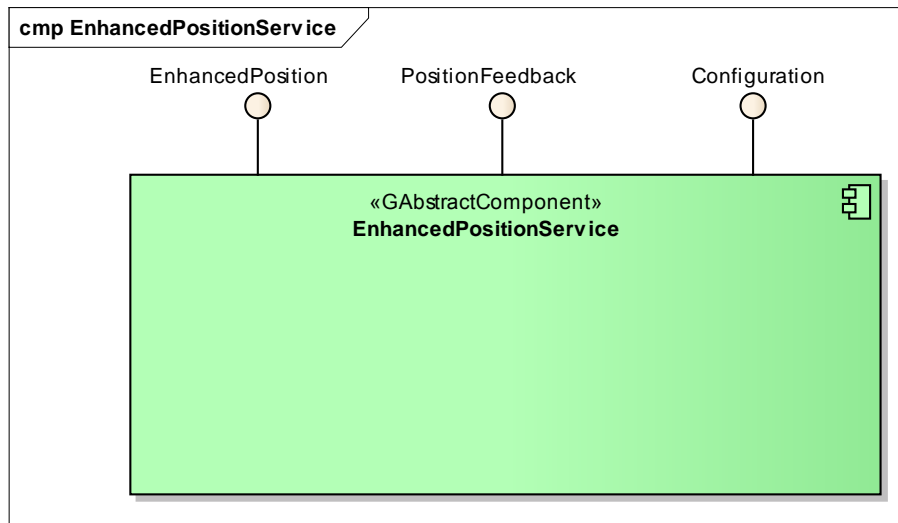 cmp EnhancedPositionService
EnhancedPosition
PositionFeedback
Configuration
«GAbstractComponent»
EnhancedPositionService